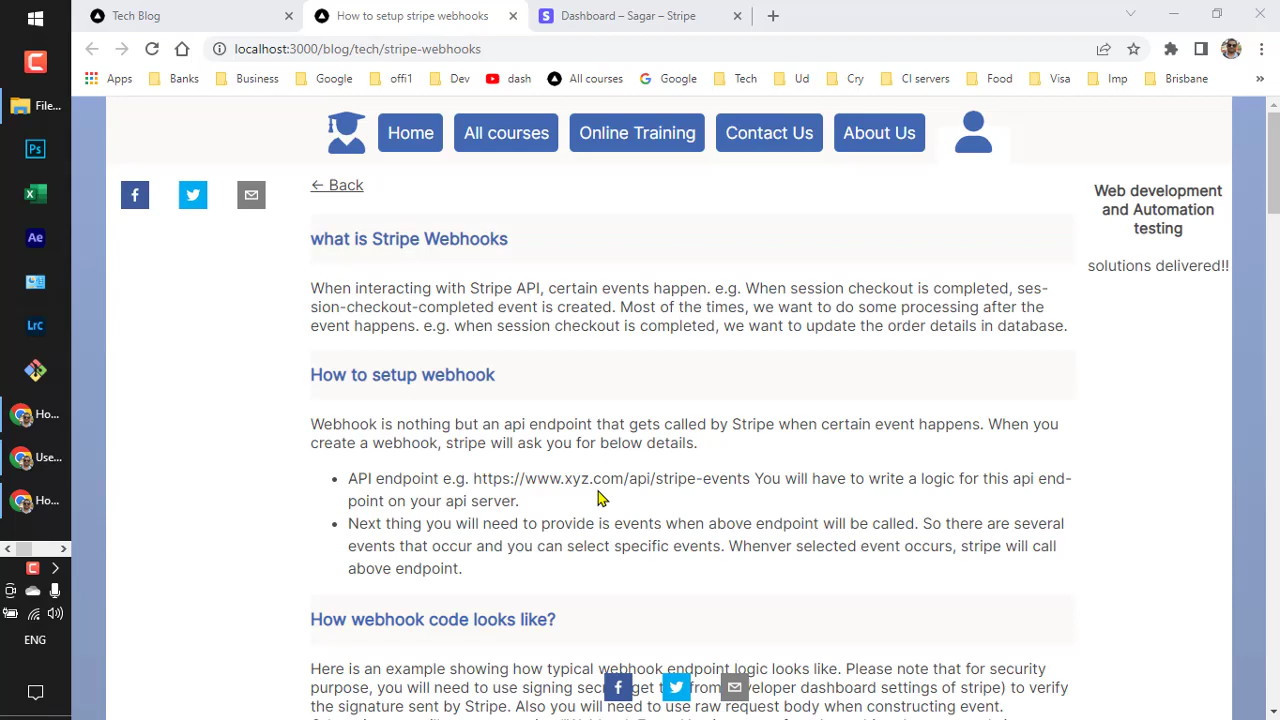 Tech Blog
How to setup stripe webhooks
Dashboard – Sagar – Stripe
localhost:3000/blog/tech/stripe-webhooks
Apps
Banks
Business
Google
offi1
Dev
dash
All courses
Google
Tech
Ud
Cry
CI servers
Food
Visa
Imp
Brisbane
»
File...
Ps
Ae
Lrc
Ho...
Use...
Ho...
ENG
Home
All courses
Online Training
Contact Us
About Us
← Back
Web development
and Automation
testing
solutions delivered!!
what is Stripe Webhooks
When interacting with Stripe API, certain events happen. e.g. When session checkout is completed, ses-
sion-checkout-completed event is created. Most of the times, we want to do some processing after the
event happens. e.g. when session checkout is completed, we want to update the order details in database.
How to setup webhook
Webhook is nothing but an api endpoint that gets called by Stripe when certain event happens. When you
create a webhook, stripe will ask you for below details.
• API endpoint e.g. https://www.xyz.com/api/stripe-events You will have to write a logic for this api end-
point on your api server.
• Next thing you will need to provide is events when above endpoint will be called. So there are several
events that occur and you can select specific events. Whenver selected event occurs, stripe will call
above endpoint.
How webhook code looks like?
Here is an example showing how typical webhook endpoint logic looks like. Please note that for security
purpose, you will need to use signing get from developer dashboard settings of stripe) to verify
the signature sent by Stripe. Also you will need to use raw request body when constructing event.